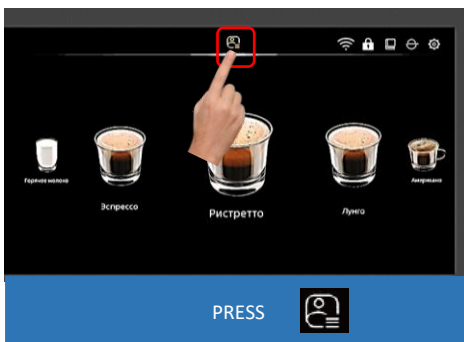 Горячее молоко
Эспрессо
Ристретто
Лунго
Американо
PRESS